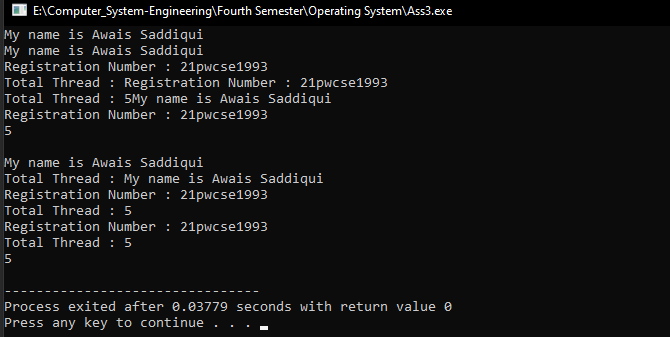 E:\Computer_System-Engineering\Fourth Semester\Operating System\Ass3.exe
My name is Awais Saddiqui
My name is Awais Saddiqui
Registration Number : 21pwcse1993
Total Thread : Registration Number : 21pwcse1993
Total Thread : 5My name is Awais Saddiqui
Registration Number : 21pwcse1993
5
My name is Awais Saddiqui
Total Thread : My name is Awais Saddiqui
Registration Number : 21pwcse1993
Total Thread : 5
Registration Number : 21pwcse1993
Total Thread : 5
5
--------------------------------
Process exited after 0.03779 seconds with return value 0
Press any key to continue . . .